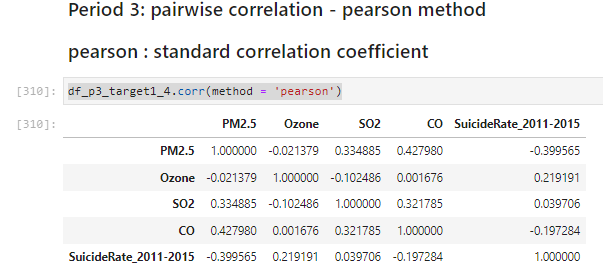 Period 3: pairwise correlation - pearson method
pearson : standard correlation coefficient
[310]: df_p3_target1_4.corr(method = 'pearson')
[310]: PM2.5 Ozone SO2 CO SuicideRate_2011-2015
PM2.5 1.000000 -0.021379 0.334885 0.427980 -0.399565
Ozone -0.021379 1.000000 -0.102486 0.001676 0.219191
SO2 0.334885 -0.102486 1.000000 0.321785 0.039706
CO 0.427980 0.001676 0.321785 1.000000 -0.197284
SuicideRate_2011-2015 -0.399565 0.219191 0.039706 -0.197284 1.000000